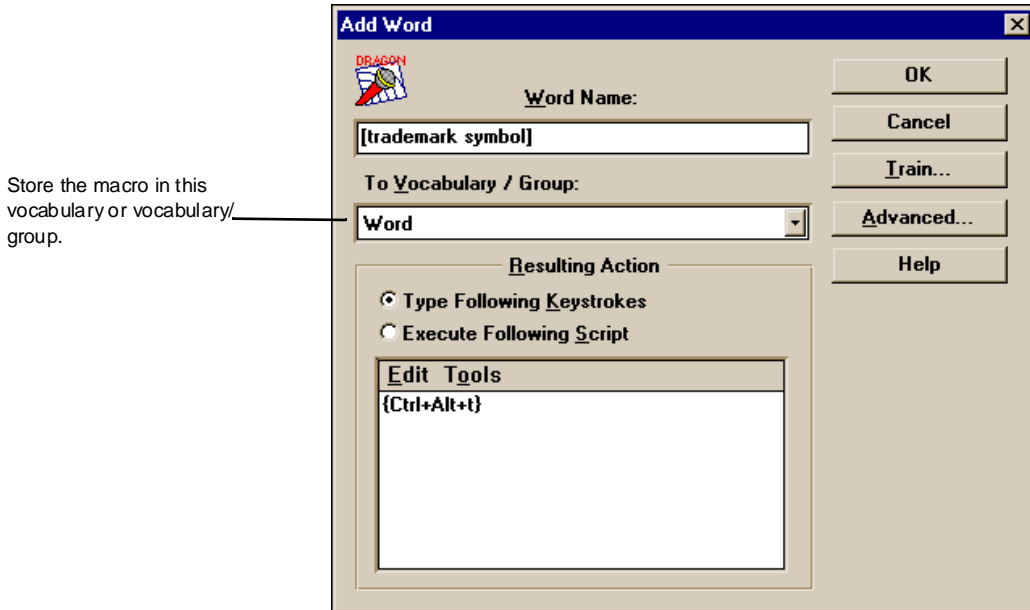 Add Word
DRAGON
Word Name:
[trademark symbol]
To Vocabulary / Group:
Word
Resulting Action
Type Following Keystrokes
Execute Following Script
Edit Tools
{Ctrl+Alt+t}
OK
Cancel
Train...
Advanced...
Help
Store the macro in this
vocabulary or vocabulary/
group.